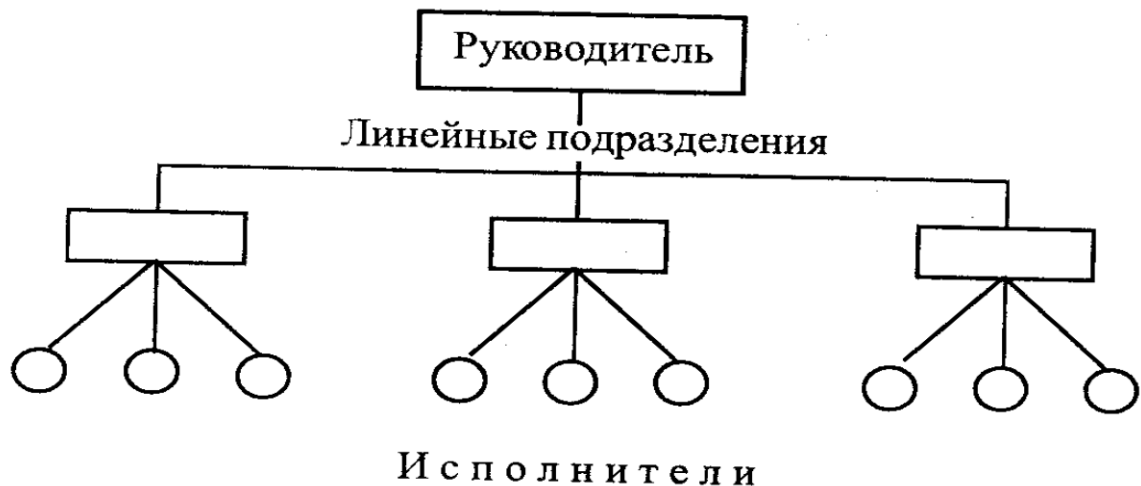 Руководитель
Линейные подразделения
Исполнители